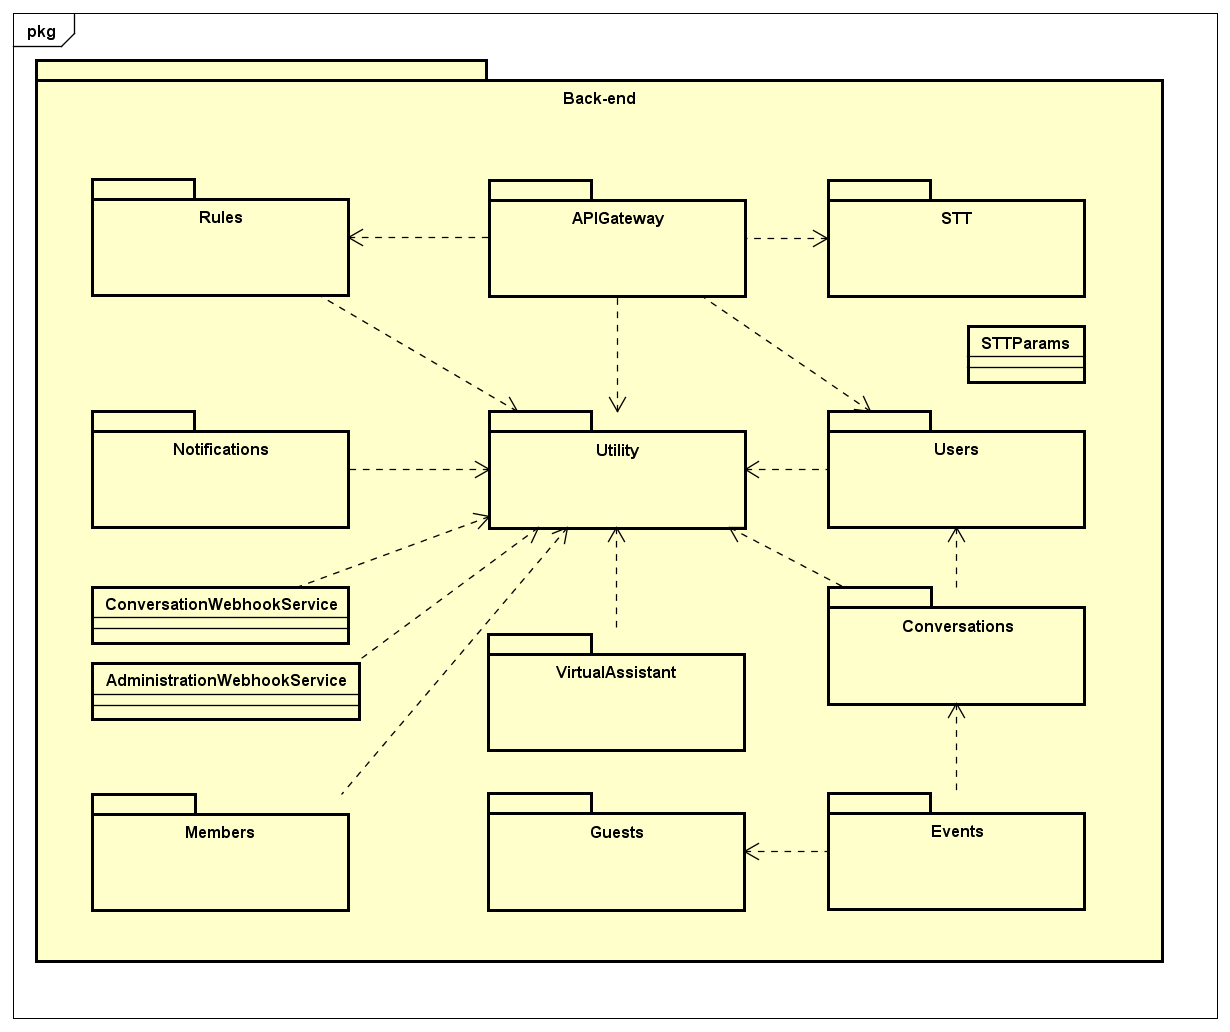 pkg
Back-end
Rules
APIGateway
STT
STTParams
Notifications
Utility
Users
ConversationWebhookService
Conversations
AdministrationWebhookService
VirtualAssistant
Members
Guests
Events